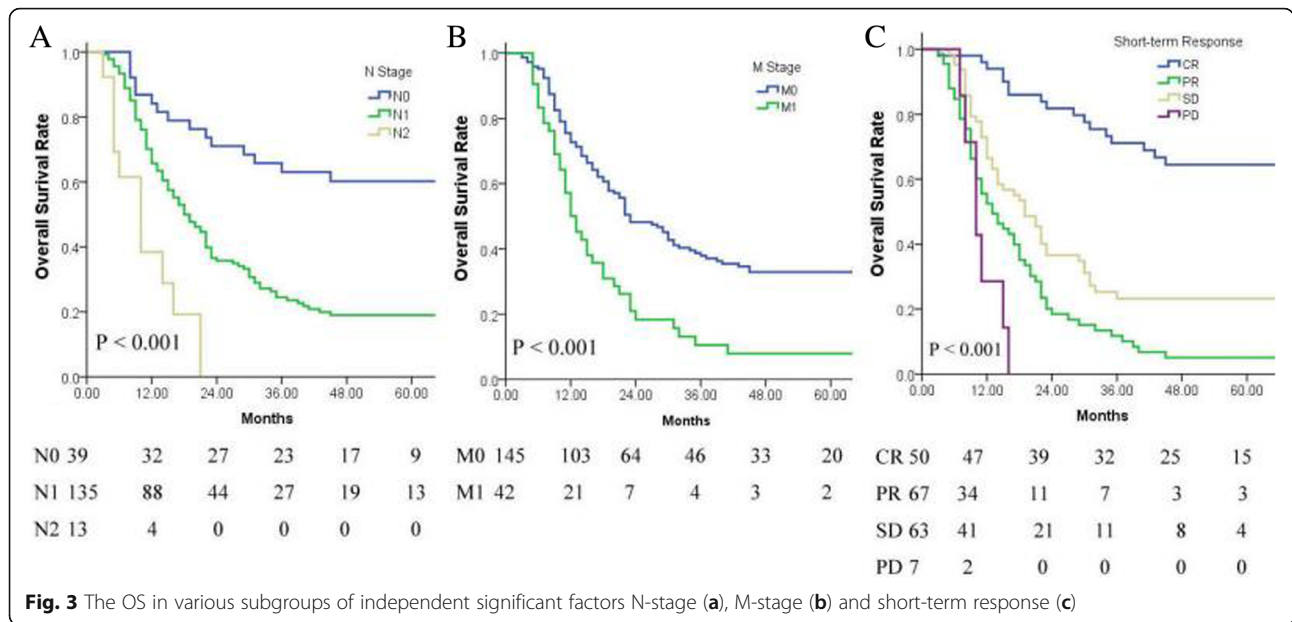 A
Overall Surival Rate
1.0
0.8
0.6
0.4
0.2
0.0
N Stage
N0
N1
N2
P < 0.001
0.00 12.00 24.00 36.00 48.00 60.00
Months
N0 39 32 27 23 17 9
N1 135 88 44 27 19 13
N2 13 4 0 0 0 0
B
Overall Surival Rate
1.0
0.8
0.6
0.4
0.2
0.0
M Stage
M0
M1
P < 0.001
0.00 12.00 24.00 36.00 48.00 60.00
Months
M0 145 103 64 46 33 20
M1 42 21 7 4 3 2
C
Overall Surival Rate
1.0
0.8
0.6
0.4
0.2
0.0
Short-term Response
CR
PR
SD
PD
P < 0.001
0.00 12.00 24.00 36.00 48.00 60.00
Months
CR 50 47 39 32 25 15
PR 67 34 11 7 3 3
SD 63 41 21 11 8 4
PD 7 2 0 0 0 0
Fig. 3 The OS in various subgroups of independent significant factors N-stage (a), M-stage (b) and short-term response (c)